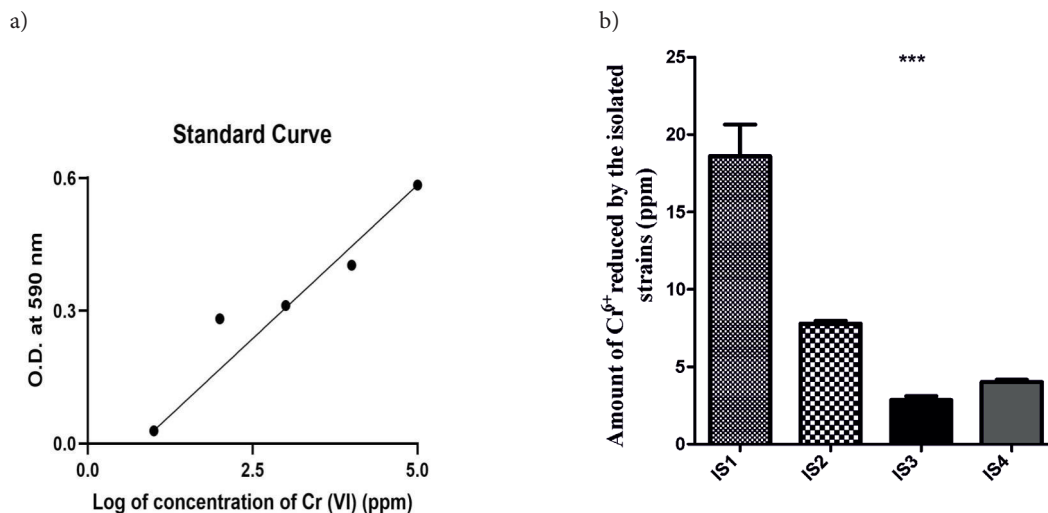 a)
Standard Curve
O.D. at 590 nm
0.6
0.3
0.0
0.0
2.5
5.0
Log of concentration of Cr (VI) (ppm)
b)
Amount of Cr6+ reduced by the isolated
strains (ppm)
25
20
15
10
5
0
***
IS1
IS2
IS3
IS4